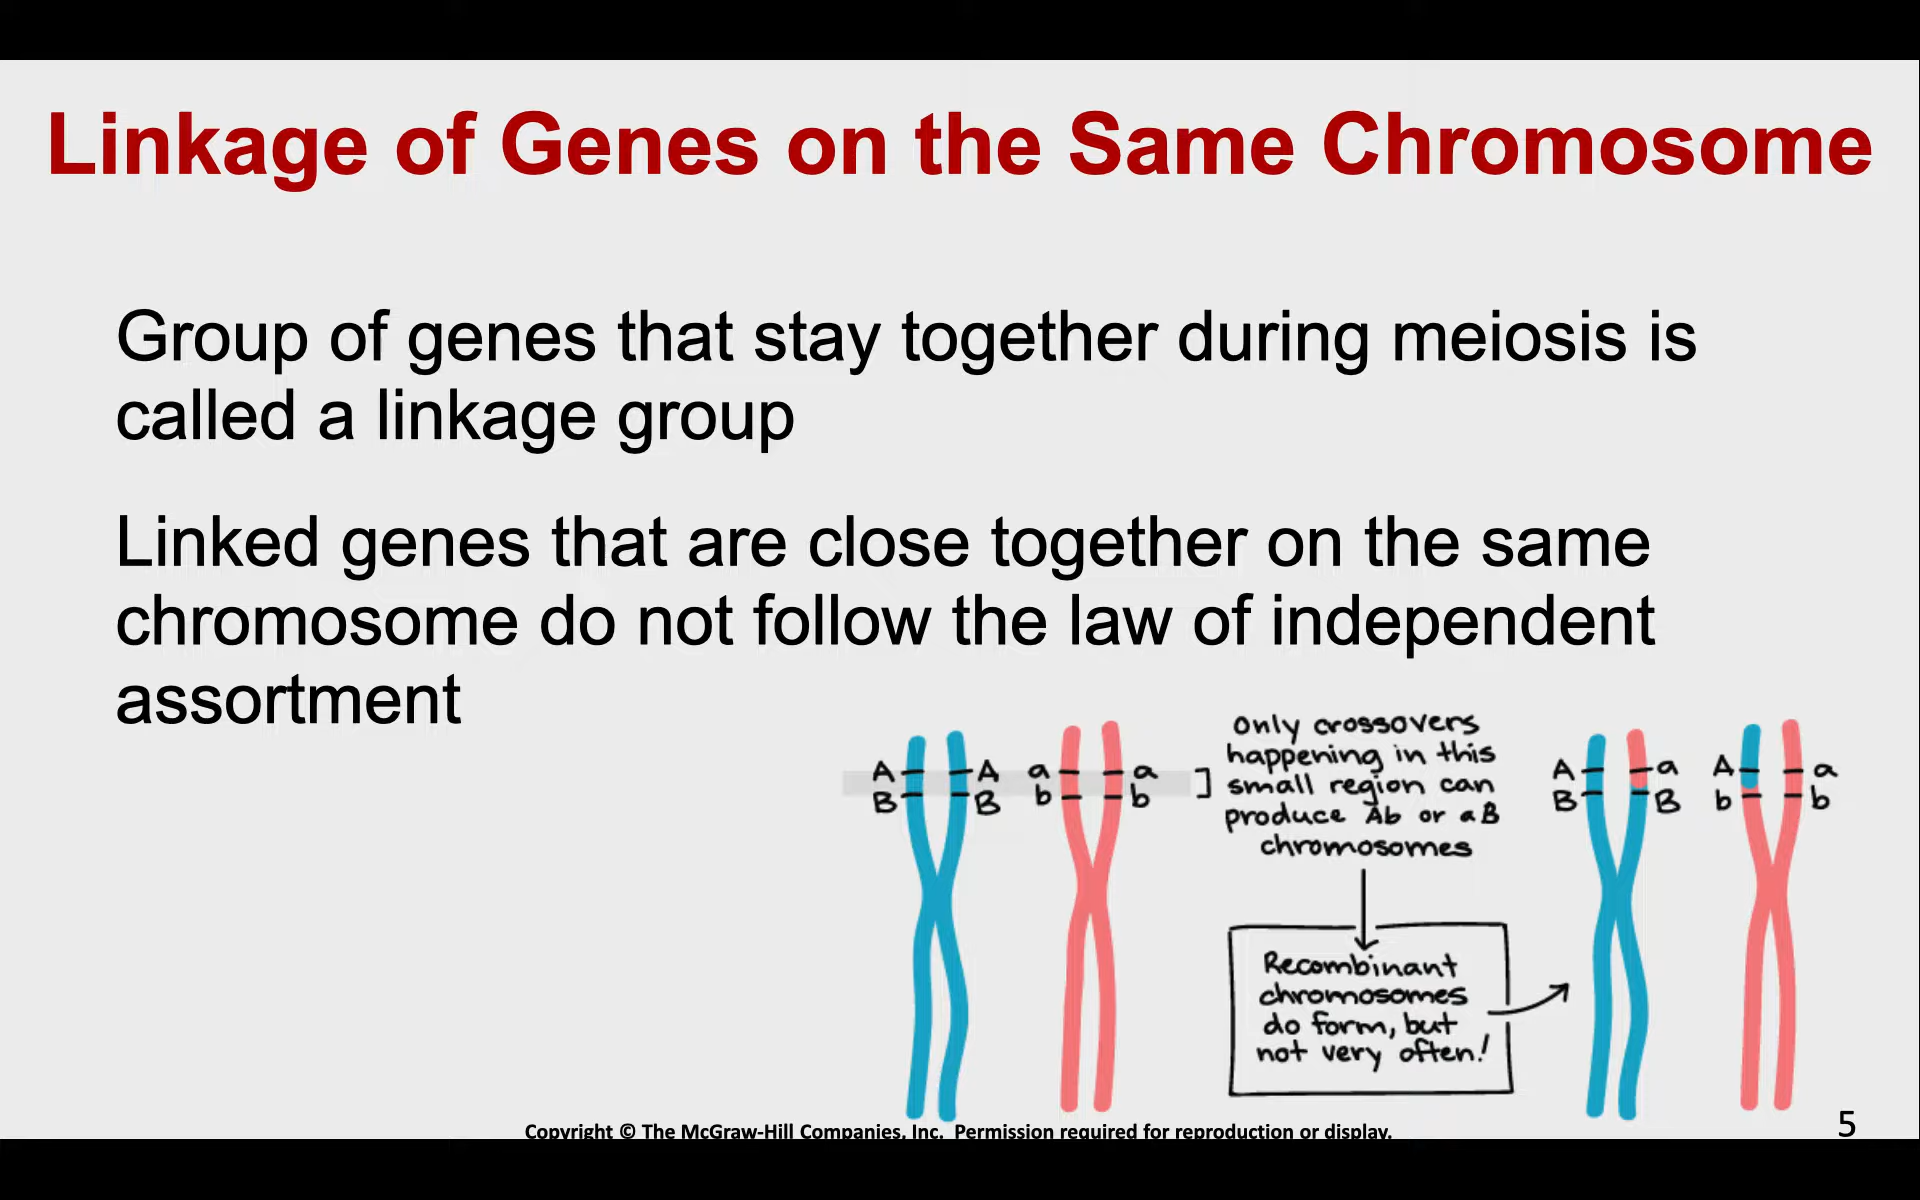 Linkage of Genes on the Same Chromosome
Group of genes that stay together during meiosis is
called a linkage group
Linked genes that are close together on the same
chromosome do not follow the law of independent
assortment
A A a a
B B b b
only crossovers
happening in this
small region can
produce Ab or aB
chromosomes
Recombinant
chromosomes
do form, but
not very often!
A a A a
B B b b
Copyright © The McGraw-Hill Companies, Inc. Permission required for reproduction or display.
5